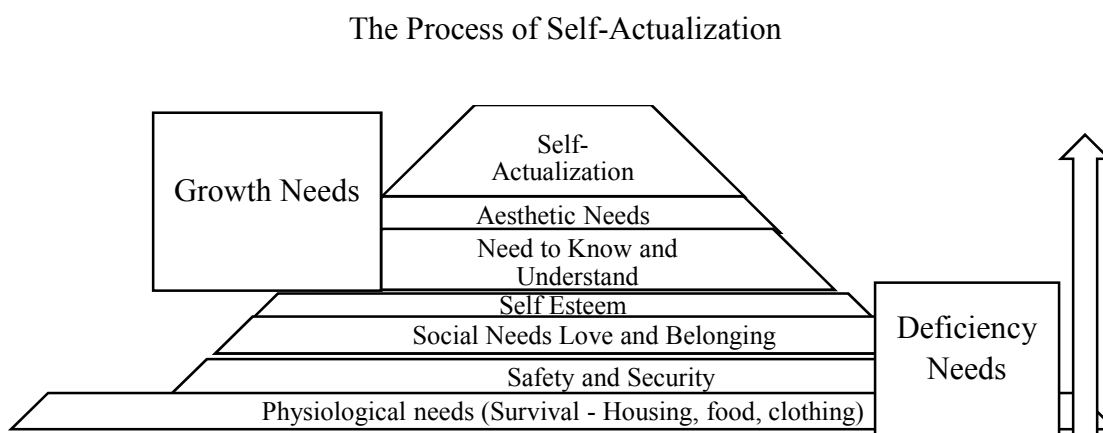 The Process of Self-Actualization
Self-
Actualization
Growth Needs
Aesthetic Needs
Need to Know and
Understand
Self Esteem
Social Needs Love and Belonging
Deficiency
Needs
Safety and Security
Physiological needs (Survival - Housing, food, clothing)